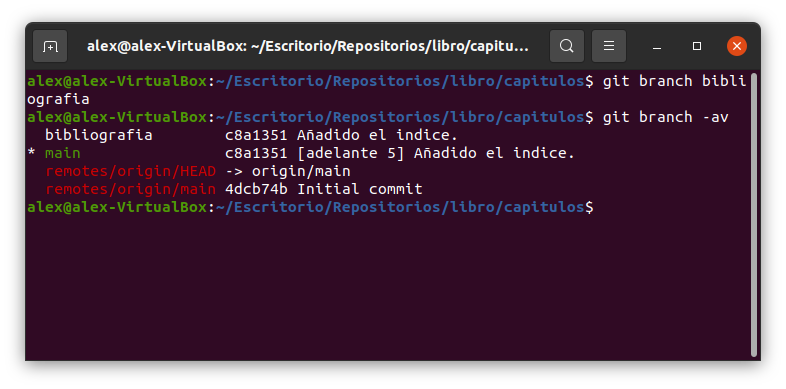 alex@alex-VirtualBox: ~/Escritorio/Repositorios/libro/capitu...
alex@alex-VirtualBox:~/Escritorio/Repositorios/libro/capitulos$ git branch bibli
ografia
alex@alex-VirtualBox:~/Escritorio/Repositorios/libro/capitulos$ git branch -av
  bibliografia        c8a1351 Añadido el indice.
* main                c8a1351 [adelante 5] Añadido el indice.
  remotes/origin/HEAD -> origin/main
  remotes/origin/main 4dcb74b Initial commit
alex@alex-VirtualBox:~/Escritorio/Repositorios/libro/capitulos$